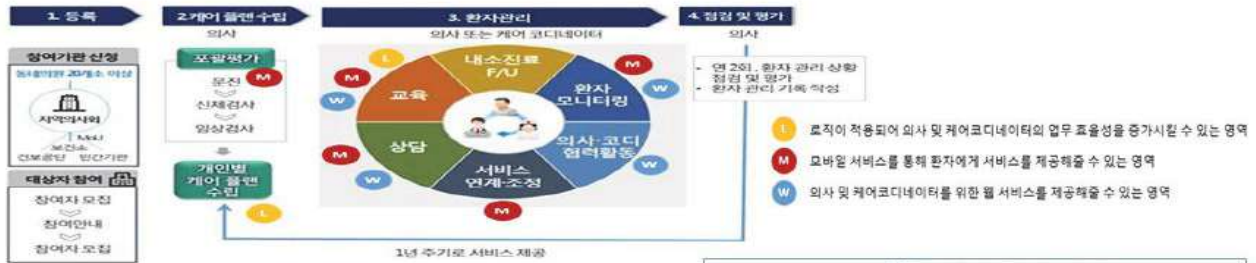 1. 등록
참여기관 신청
동네의원 20개소 이상
지역의사회
MoU
보건소
건보공단 민간기관
대상자 참여
참여자 모집
참여안내
참여자 모집
2.케어 플랜 수립
의사
포괄평가
M
문진
신체검사
임상검사
개인별
케어 플랜
수립
L
3. 환자관리
의사 또는 케어 코디네이터
L
내소진료
F/U
M
W
교육
M
W
환자
모니터링
M
W
상담
의사·코디
협력활동
W
서비스
연계·조정
M
4. 점검 및 평가
의사
- 연 2회, 환자 관리 상황
점검 및 평가
- 환자 관리 기록 작성
1년 주기로 서비스 제공
L 로직이 적용되어 의사 및 케어코디네이터의 업무 효율성을 증가시킬 수 있는 영역
M 모바일 서비스를 통해 환자에게 서비스를 제공해줄 수 있는 영역
W 의사 및 케어코디네이터를 위한 웹 서비스를 제공해줄 수 있는 영역